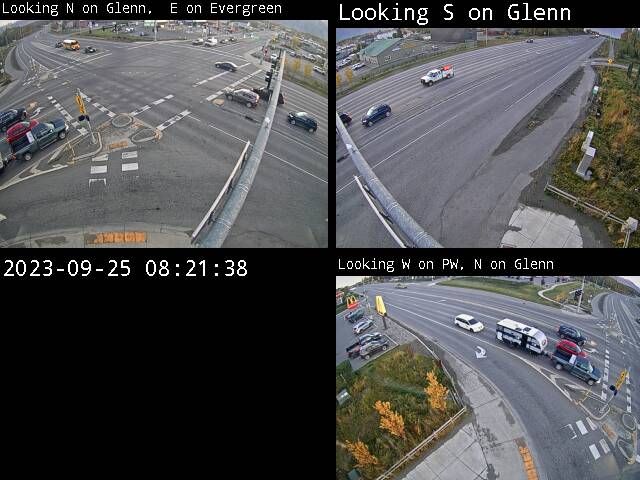 Looking N on Glenn, E on Evergreen
Looking S on Glenn
2023-09-25 08:21:38
Looking W on PW, N on Glenn